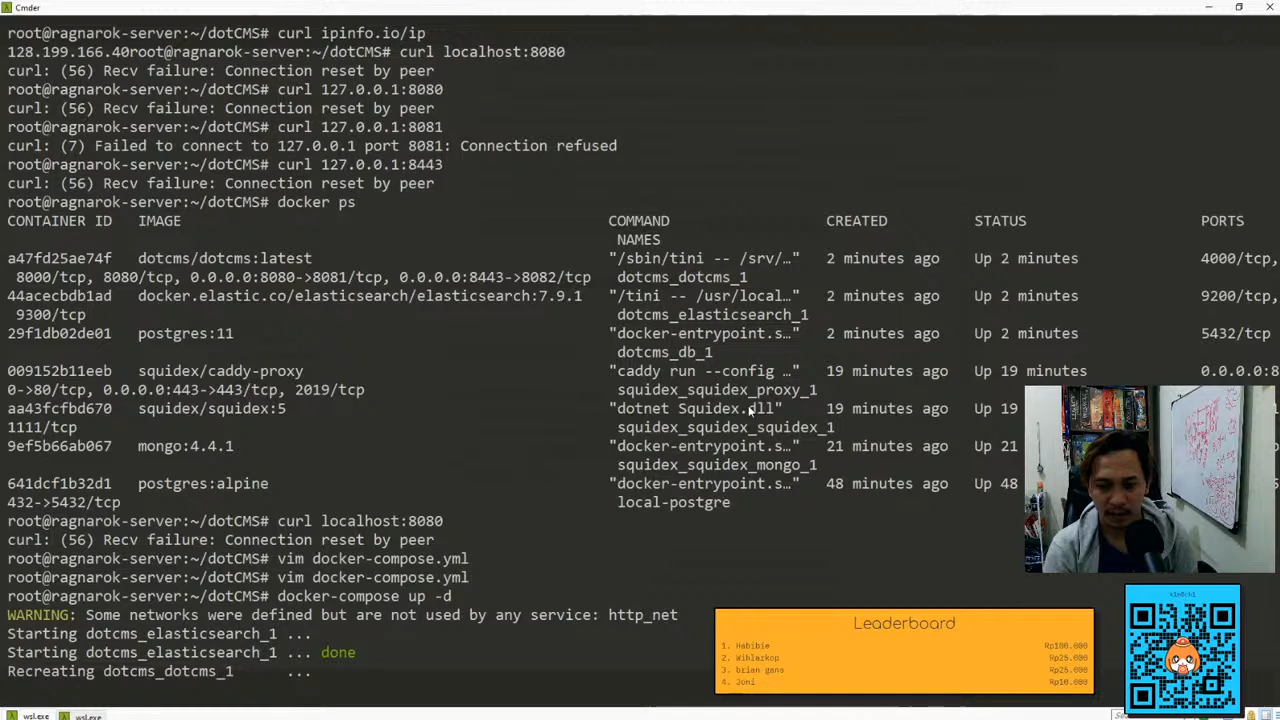 Cmder
root@ragnarok-server:~/dotCMS# curl ipinfo.io/ip
128.199.166.40root@ragnarok-server:~/dotCMS# curl localhost:8080
curl: (56) Recv failure: Connection reset by peer
root@ragnarok-server:~/dotCMS# curl 127.0.0.1:8080
curl: (56) Recv failure: Connection reset by peer
root@ragnarok-server:~/dotCMS# curl 127.0.0.1:8081
curl: (7) Failed to connect to 127.0.0.1 port 8081: Connection refused
root@ragnarok-server:~/dotCMS# curl 127.0.0.1:8443
curl: (56) Recv failure: Connection reset by peer
root@ragnarok-server:~/dotCMS# docker ps
CONTAINER ID IMAGE COMMAND CREATED STATUS PORTS
NAMES
a47fd25ae74f dotcms/dotcms:latest "/sbin/tini -- /srv/…" 2 minutes ago Up 2 minutes 4000/tcp,
8000/tcp, 8080/tcp, 0.0.0.0:8080->8081/tcp, 0.0.0.0:8443->8082/tcp dotcms_dotcms_1
44acecbdb1ad docker.elastic.co/elasticsearch/elasticsearch:7.9.1 "/tini -- /usr/local…" 2 minutes ago Up 2 minutes 9200/tcp,
9300/tcp dotcms_elasticsearch_1
29f1db02de01 postgres:11 "docker-entrypoint.s…" 2 minutes ago Up 2 minutes 5432/tcp
dotcms_db_1
009152b11eeb squidex/caddy-proxy "caddy run --config …" 19 minutes ago Up 19 minutes 0.0.0.0:8
0->80/tcp, 0.0.0.0:443->443/tcp, 2019/tcp squidex_squidex_proxy_1
aa43fcfbd670 squidex/squidex:5 "dotnet Squidex.dll" 19 minutes ago Up 19
1111/tcp squidex_squidex_squidex_1
9ef5b66ab067 mongo:4.4.1 "docker-entrypoint.s…" 21 minutes ago Up 21
squidex_squidex_mongo_1
641dcf1b32d1 postgres:alpine "docker-entrypoint.s…" 48 minutes ago Up 48
432->5432/tcp local-postgre
root@ragnarok-server:~/dotCMS# curl localhost:8080
curl: (56) Recv failure: Connection reset by peer
root@ragnarok-server:~/dotCMS# vim docker-compose.yml
root@ragnarok-server:~/dotCMS# vim docker-compose.yml
root@ragnarok-server:~/dotCMS# docker-compose up -d
WARNING: Some networks were defined but are not used by any service: http_net
Starting dotcms_elasticsearch_1 ...
Starting dotcms_elasticsearch_1 ... done
Recreating dotcms_dotcms_1 ...
Leaderboard
1. Habibie Rp100.000
2. Wihlarkop Rp25.000
3. brian gans Rp25.000
4. Joni Rp10.000
wsl.exe wsl.exe